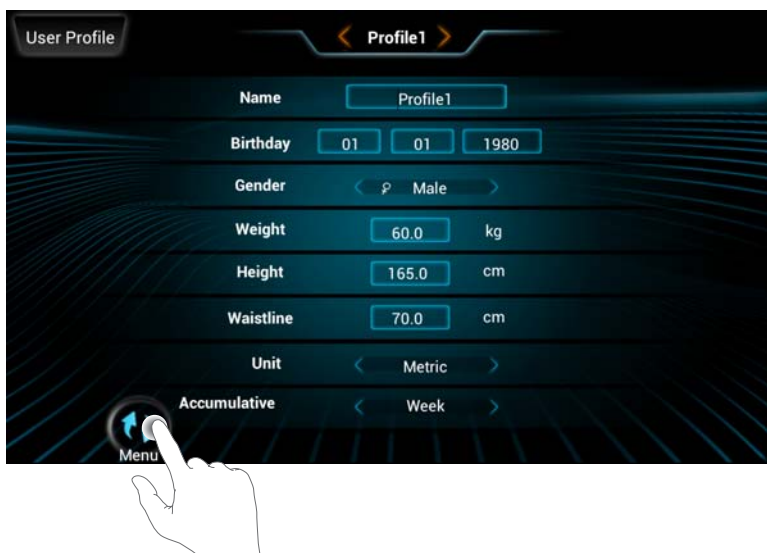 User Profile
Profile1
Name Profile1
Birthday 01 01 1980
Gender Male
Weight 60.0 kg
Height 165.0 cm
Waistline 70.0 cm
Unit Metric
Accumulative Week
Menu